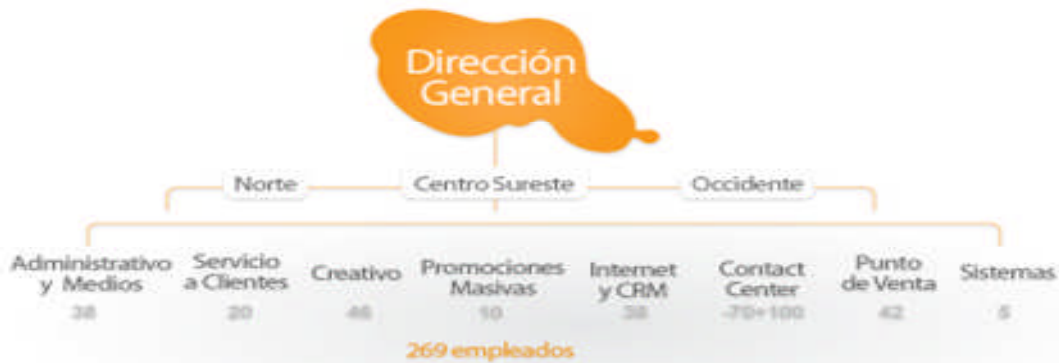 Dirección
General
Norte
Centro Sureste
Occidente
Administrativo
y Medios
38
Servicio
a Clientes
20
Creativo
46
Promociones
Masivas
10
Internet
y CRM
38
Contact
Center
-70+100
Punto
de Venta
42
Sistemas
5
269 empleados